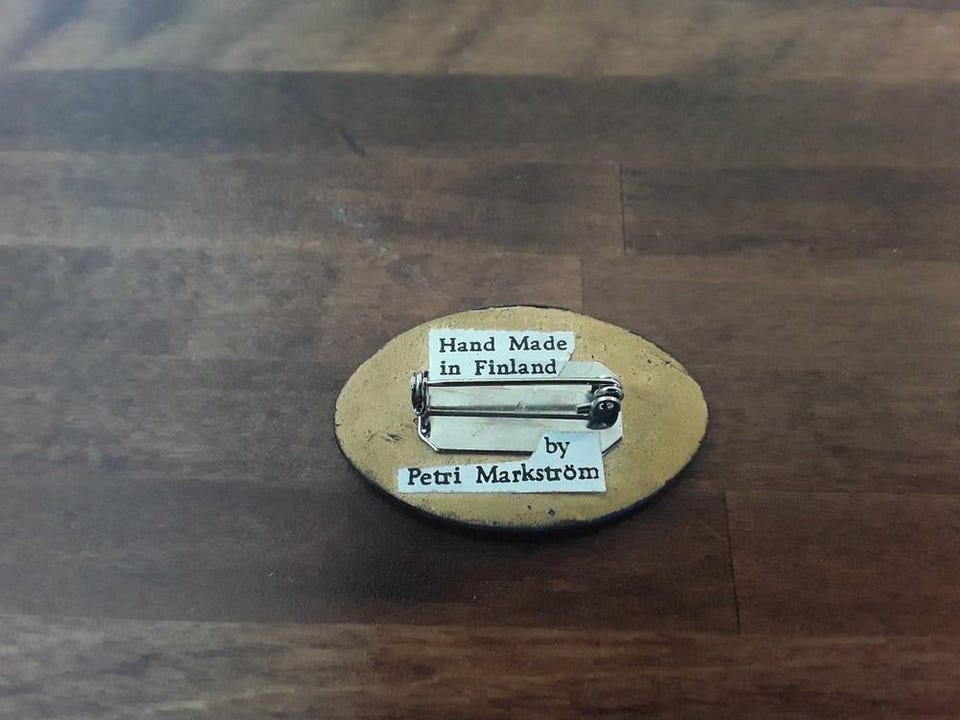 Hand Made
in Finland
by
Petri Markström